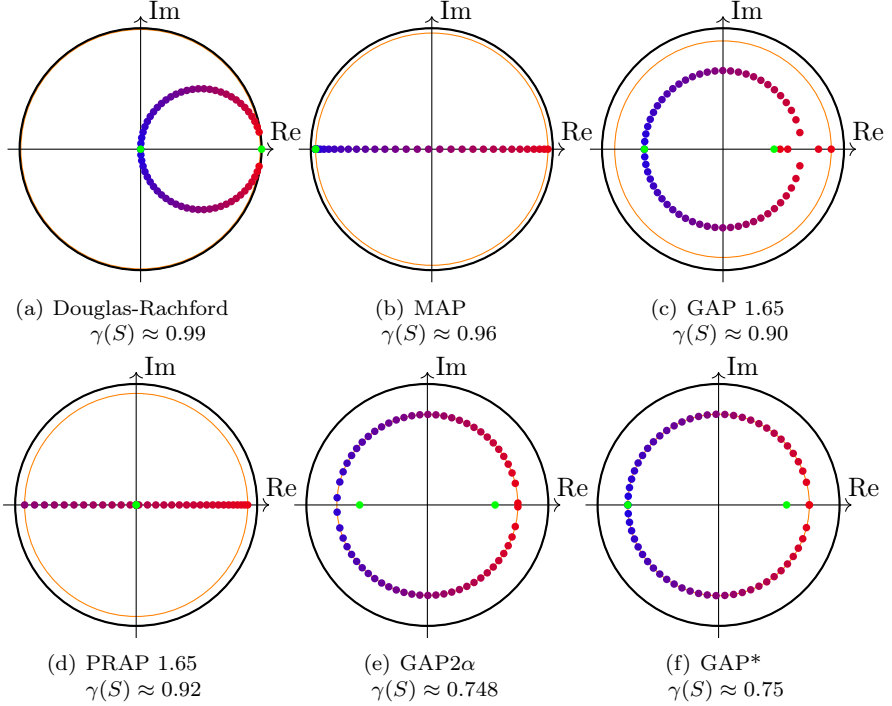 Im
Re
Im
Re
Im
Re
(a) Douglas-Rachford
γ(S) ≈ 0.99
(b) MAP
γ(S) ≈ 0.96
(c) GAP 1.65
γ(S) ≈ 0.90
Im
Re
Im
Re
Im
Re
(d) PRAP 1.65
γ(S) ≈ 0.92
(e) GAP2α
γ(S) ≈ 0.748
(f) GAP*
γ(S) ≈ 0.75